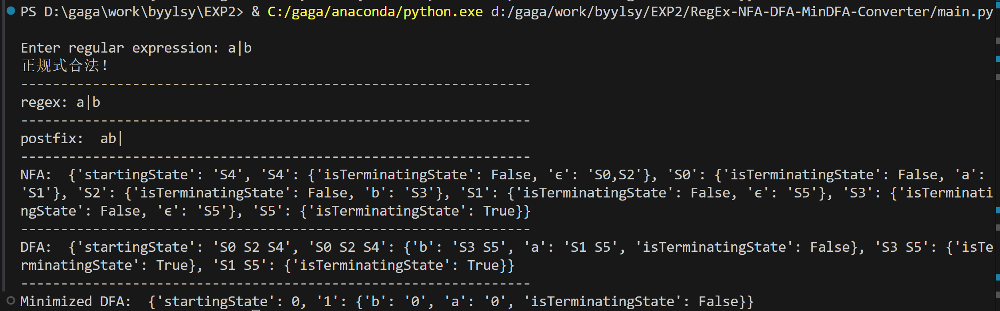 PS D:\gaga\work\byylsy\EXP2> & C:/gaga/anaconda/python.exe d:/gaga/work/byylsy/EXP2/RegEx-NFA-DFA-MinDFA-Converter/main.py
Enter regular expression: a|b
正规式合法!
----------------------------------------------------------------
regex: a|b
----------------------------------------------------------------
postfix:  ab|
----------------------------------------------------------------
NFA:  {'startingState': 'S4', 'S4': {'isTerminatingState': False, 'ϵ': 'S0,S2'}, 'S0': {'isTerminatingState': False, 'a':
'S1'}, 'S2': {'isTerminatingState': False, 'b': 'S3'}, 'S1': {'isTerminatingState': False, 'ϵ': 'S5'}, 'S3': {'isTerminati
ngState': False, 'ϵ': 'S5'}, 'S5': {'isTerminatingState': True}}
----------------------------------------------------------------
DFA:  {'startingState': 'S0 S2 S4', 'S0 S2 S4': {'b': 'S3 S5', 'a': 'S1 S5', 'isTerminatingState': False}, 'S3 S5': {'isTe
rminatingState': True}, 'S1 S5': {'isTerminatingState': True}}
----------------------------------------------------------------
Minimized DFA:  {'startingState': 0, '1': {'b': '0', 'a': '0', 'isTerminatingState': False}}